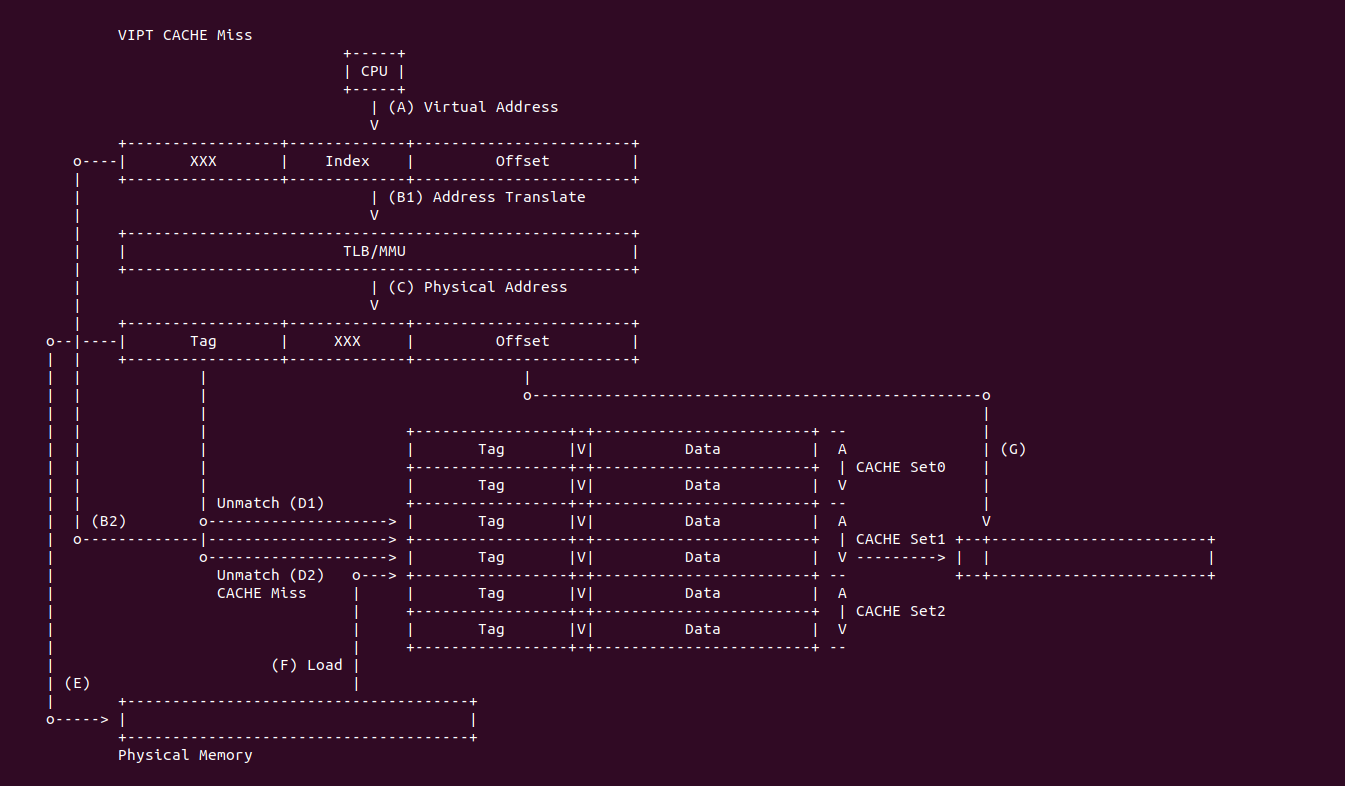 VIPT CACHE Miss
CPU
(A) Virtual Address
V
XXX Index Offset
(B1) Address Translate
V
TLB/MMU
(C) Physical Address
V
Tag XXX Offset
Tag V Data A (G)
CACHE Set0
Tag V Data V
Unmatch (D1)
(B2) Tag V Data A V
CACHE Set1
Tag V Data V
Unmatch (D2)
CACHE Miss Tag V Data A
CACHE Set2
Tag V Data V
(F) Load
(E)
Physical Memory